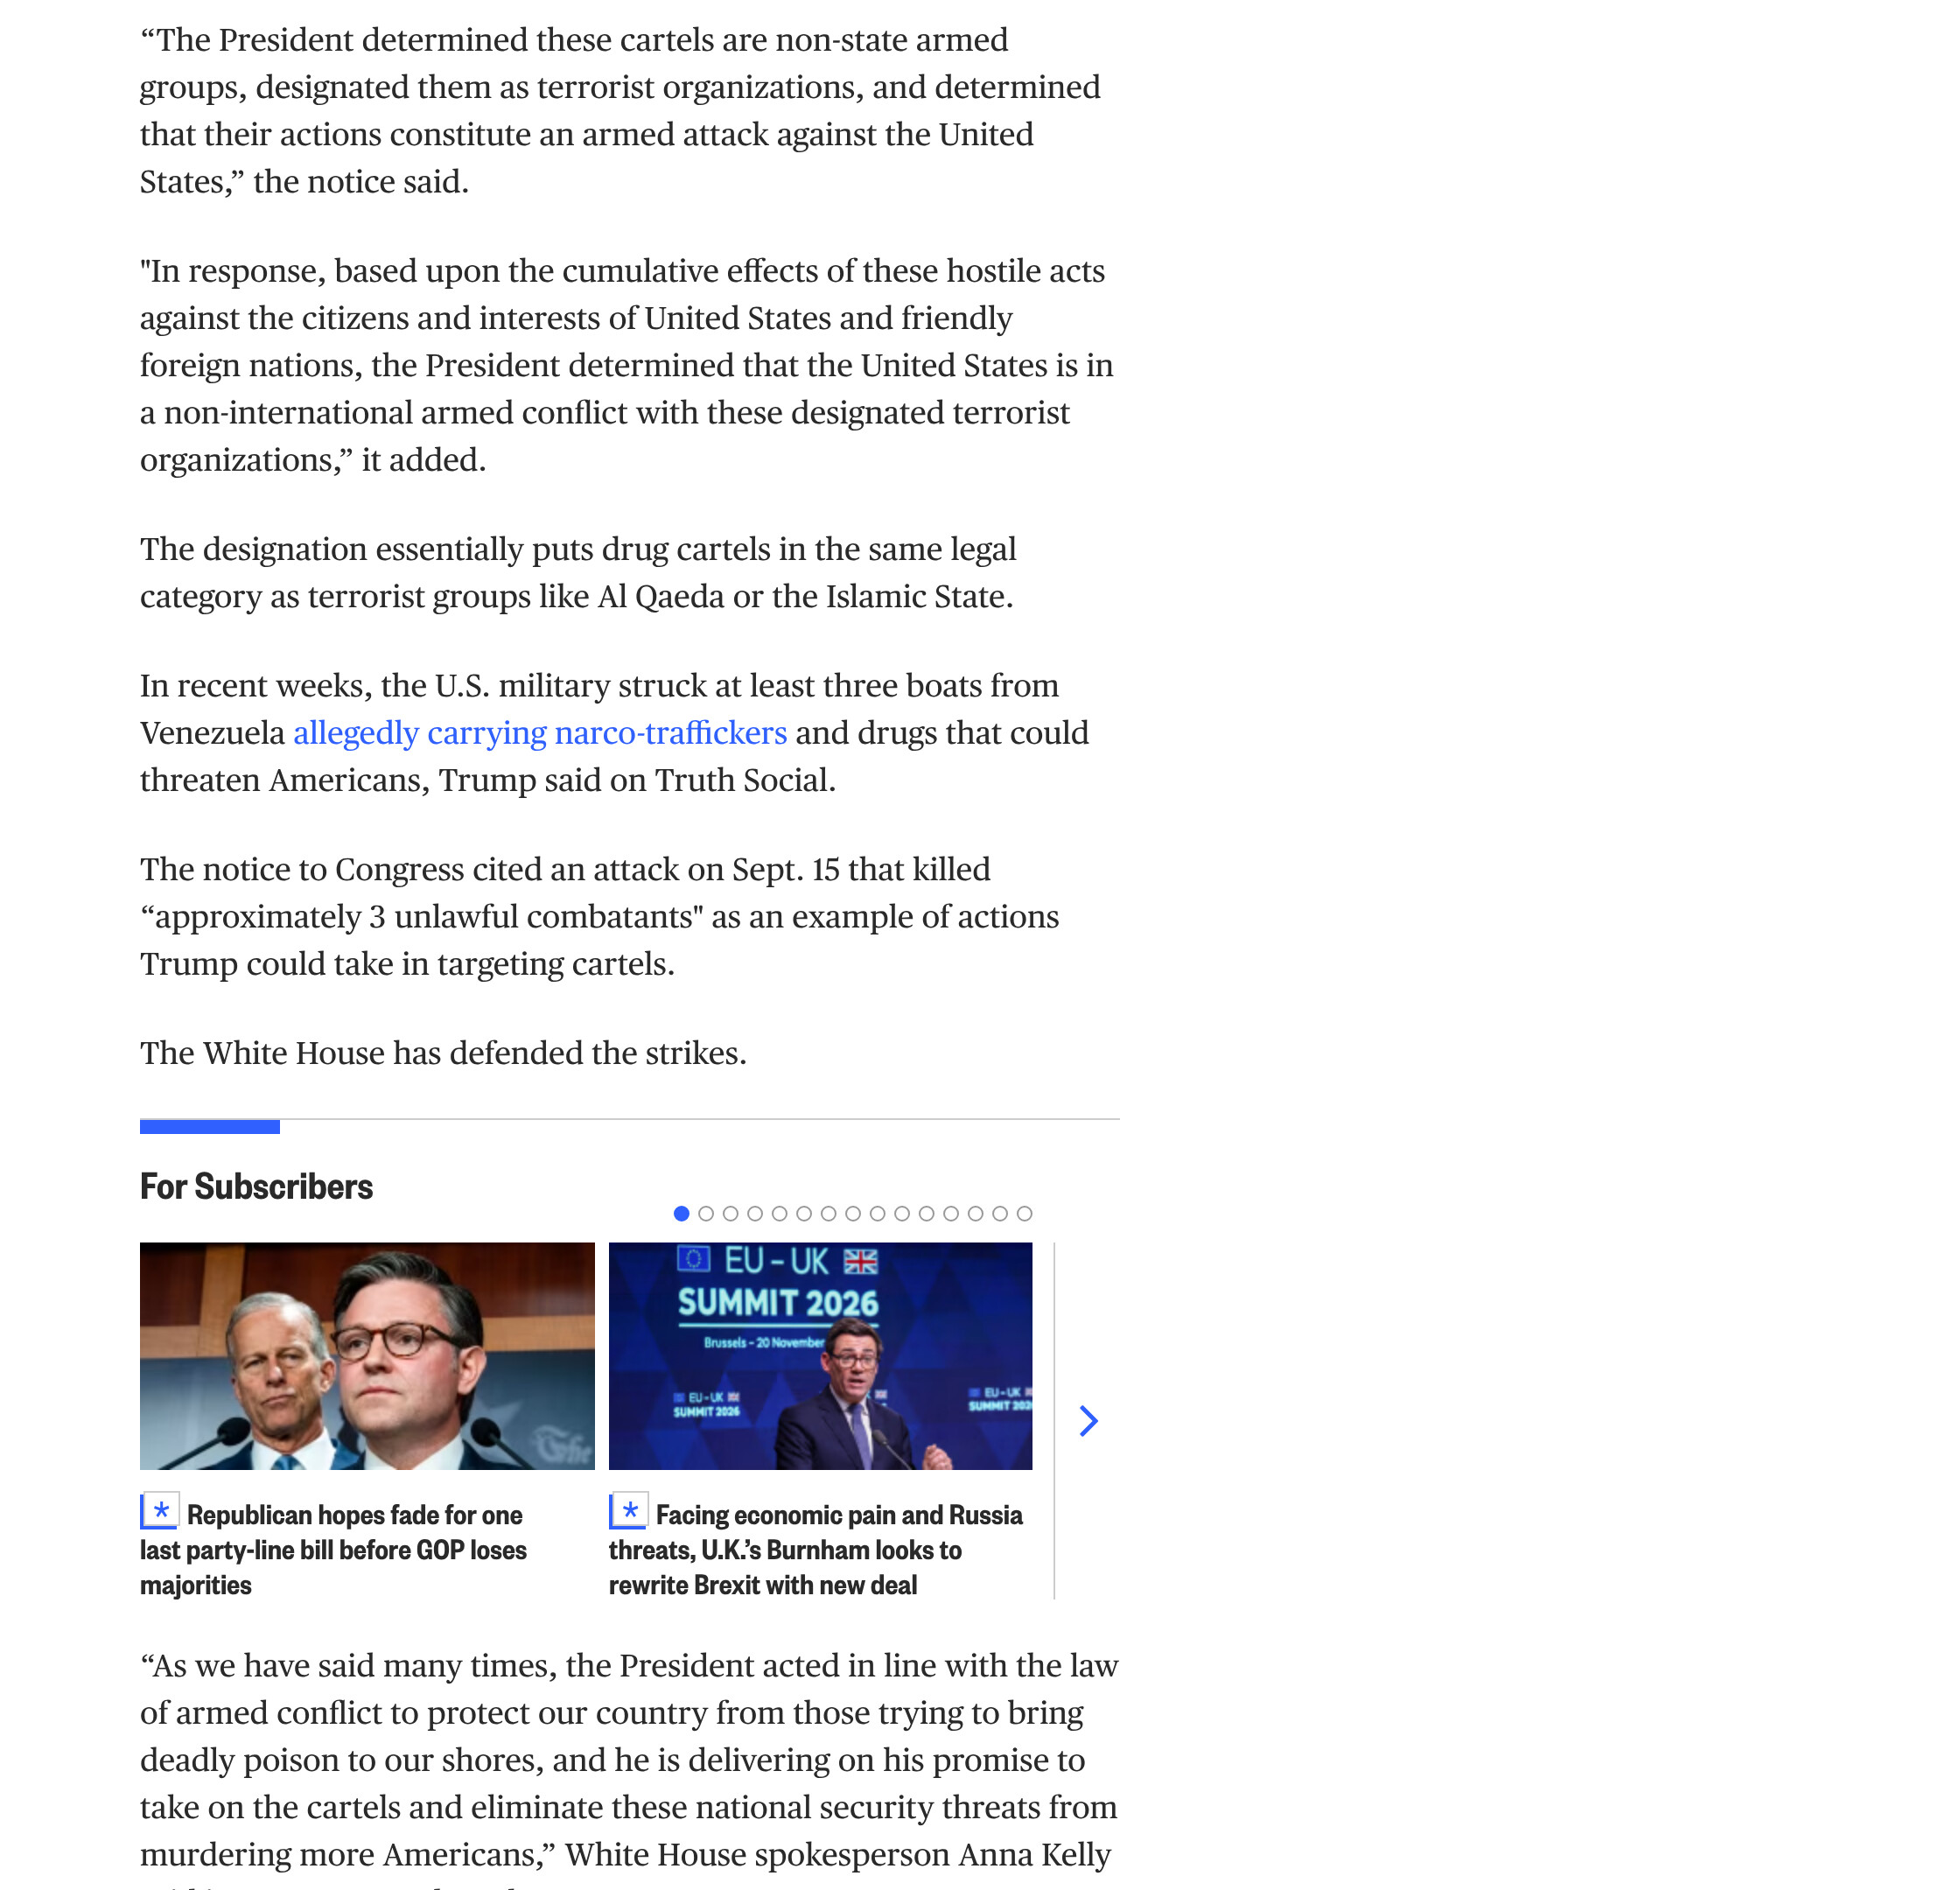 “The President determined these cartels are non-state armed
groups, designated them as terrorist organizations, and determined
that their actions constitute an armed attack against the United
States,” the notice said.
"In response, based upon the cumulative effects of these hostile acts
against the citizens and interests of United States and friendly
foreign nations, the President determined that the United States is in
a non-international armed conflict with these designated terrorist
organizations,” it added.
The designation essentially puts drug cartels in the same legal
category as terrorist groups like Al Qaeda or the Islamic State.
In recent weeks, the U.S. military struck at least three boats from
Venezuela allegedly carrying narco-traffickers and drugs that could
threaten Americans, Trump said on Truth Social.
The notice to Congress cited an attack on Sept. 15 that killed
“approximately 3 unlawful combatants" as an example of actions
Trump could take in targeting cartels.
The White House has defended the strikes.
For Subscribers
The
EU – UK
SUMMIT 2026
Brussels – 20 November
EU – UK
SUMMIT 2026
EU – UK
SUMMIT 202
* Republican hopes fade for one
last party-line bill before GOP loses
majorities
* Facing economic pain and Russia
threats, U.K.’s Burnham looks to
rewrite Brexit with new deal
“As we have said many times, the President acted in line with the law
of armed conflict to protect our country from those trying to bring
deadly poison to our shores, and he is delivering on his promise to
take on the cartels and eliminate these national security threats from
murdering more Americans,” White House spokesperson Anna Kelly